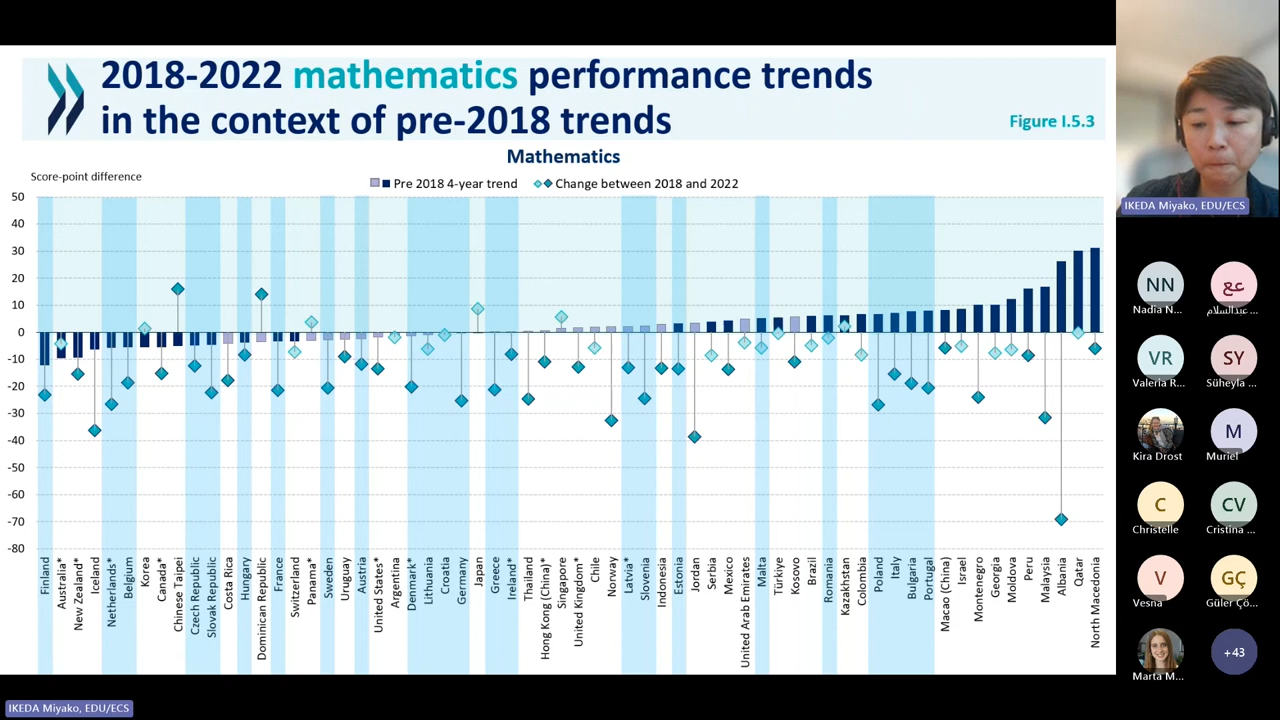 2018-2022 mathematics performance trends
in the context of pre-2018 trends
Figure I.5.3
Mathematics
Score-point difference
Pre 2018 4-year trend
Change between 2018 and 2022
50
40
30
20
10
0
-10
-20
-30
-40
-50
-60
-70
-80
Finland
Australia*
New Zealand*
Iceland
Netherlands*
Belgium
Korea
Canada*
Chinese Taipei
Czech Republic
Slovak Republic
Costa Rica
Hungary
Dominican Republic
France
Switzerland
Panama*
Sweden
Uruguay
Austria
United States*
Argentina
Denmark*
Lithuania
Croatia
Germany
Japan
Greece
Ireland*
Thailand
Hong Kong (China)*
Singapore
United Kingdom*
Chile
Norway
Latvia*
Slovenia
Indonesia
Estonia
Jordan
Serbia
Mexico
United Arab Emirates
Malta
Türkiye
Kosovo
Brazil
Romania
Kazakhstan
Colombia
Poland
Italy
Bulgaria
Portugal
Macao (China)
Israel
Montenegro
Georgia
Moldova
Peru
Malaysia
Albania
Qatar
North Macedonia
IKEDA Miyako, EDU/ECS
NN
Nadia N...
عع
عبدالسلام ...
VR
Valeria R...
SY
Süheyla ...
Kira Drost
M
Muriel
C
Christelle
CV
Cristina ...
V
Vesna
GÇ
Güler Çö...
Marta M...
+43
IKEDA Miyako, EDU/ECS